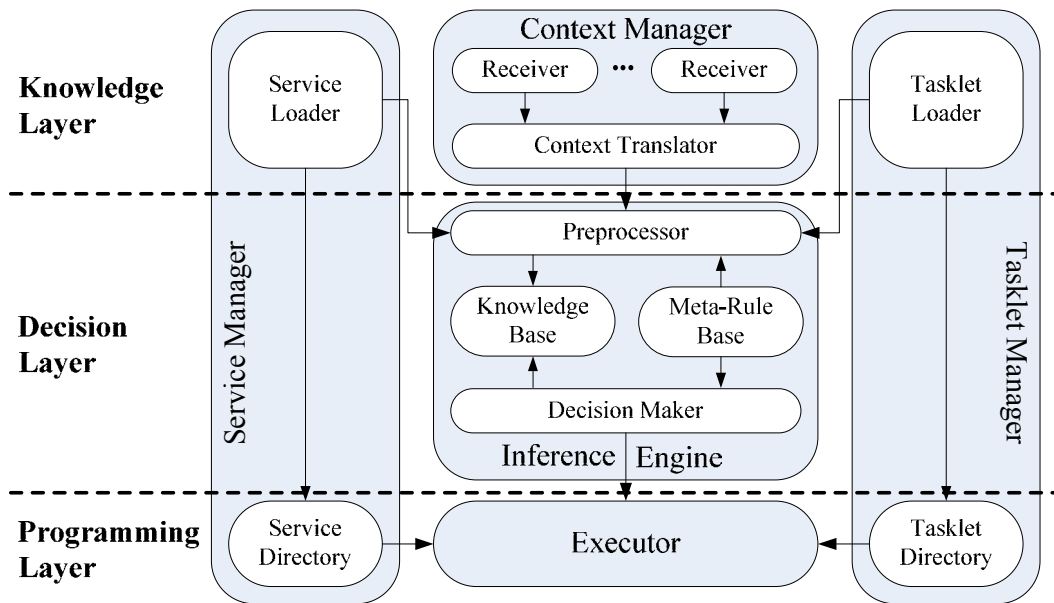 Knowledge
Layer
Service
Loader
Context Manager
Receiver ... Receiver
Context Translator
Tasklet
Loader
Decision
Layer
Service Manager
Preprocessor
Knowledge
Base
Meta-Rule
Base
Decision Maker
Inference Engine
Tasklet Manager
Programming
Layer
Service
Directory
Executor
Tasklet
Directory